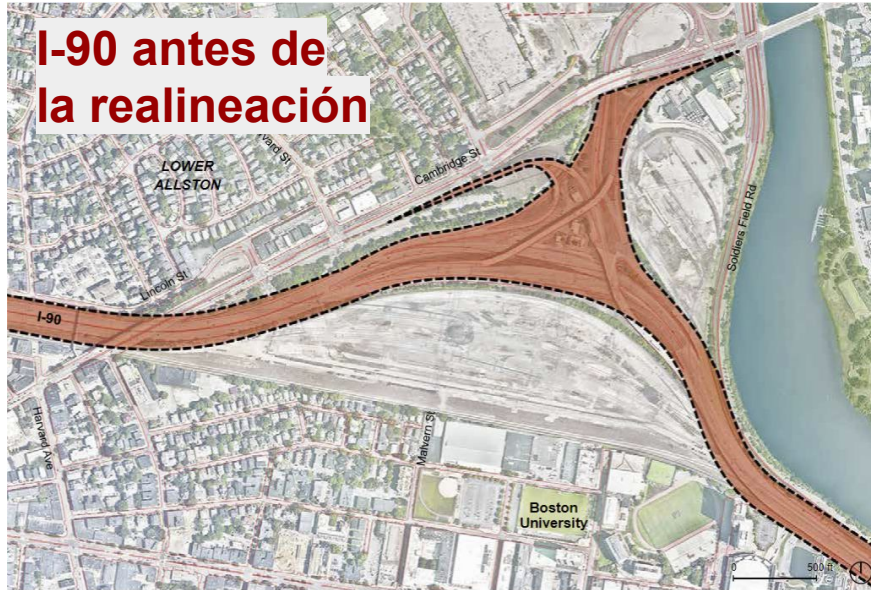 I-90 antes de
la realineación
LOWER
ALLSTON
Cambridge St
Lincoln St
Soldiers Field Rd
I-90
Harvard Ave
Malvern St
Boston
University
0
500 ft